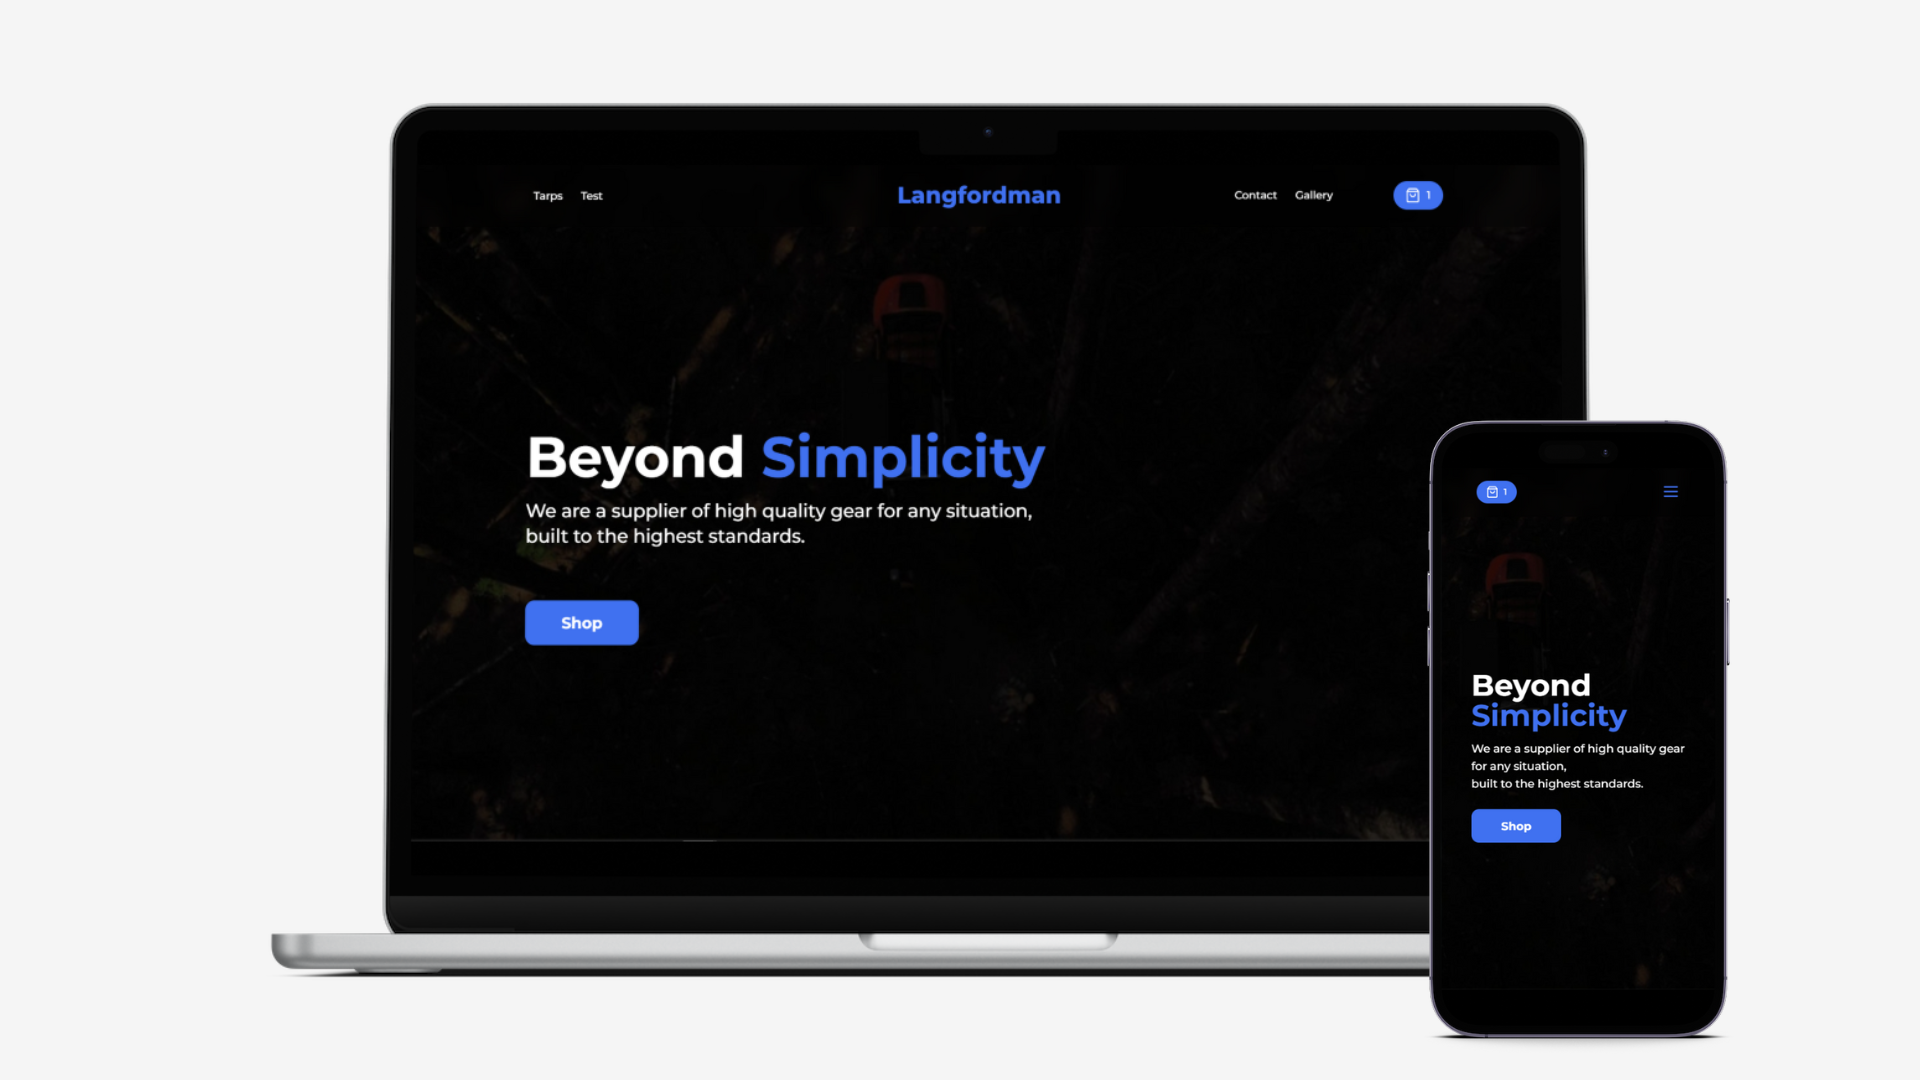 Tarps Test Langfordman Contact Gallery 1
Beyond Simplicity
We are a supplier of high quality gear for any situation,
built to the highest standards.
Shop
1
Beyond
Simplicity
We are a supplier of high quality gear
for any situation,
built to the highest standards.
Shop